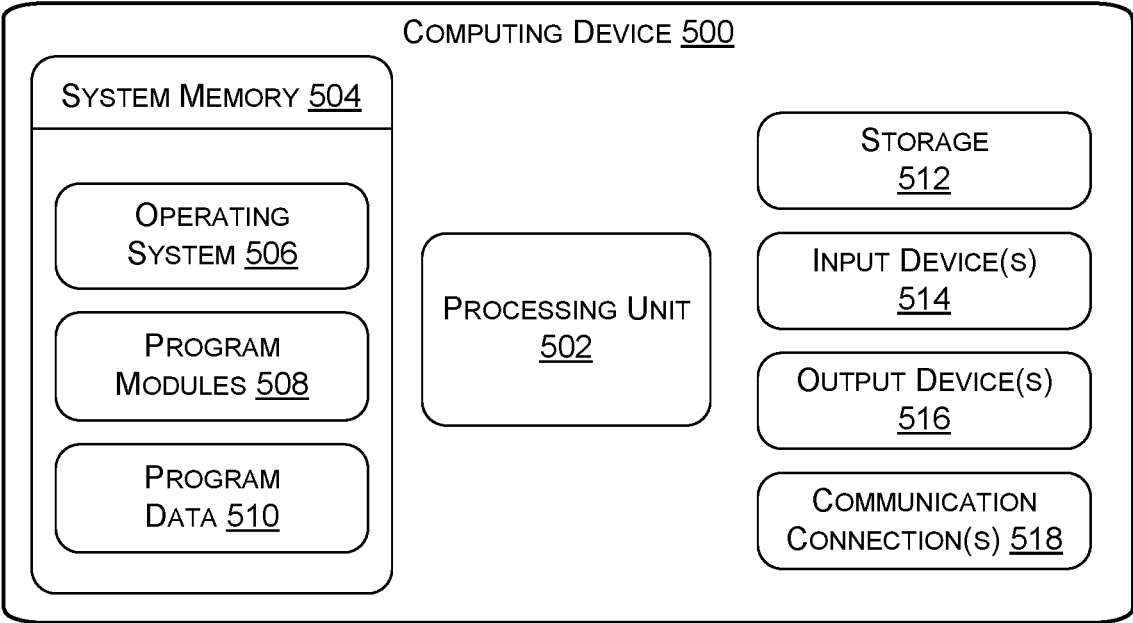 COMPUTING DEVICE 500
SYSTEM MEMORY 504
OPERATING
SYSTEM 506
PROGRAM
MODULES 508
PROGRAM
DATA 510
PROCESSING UNIT
502
STORAGE
512
INPUT DEVICE(S)
514
OUTPUT DEVICE(S)
516
COMMUNICATION
CONNECTION(S) 518